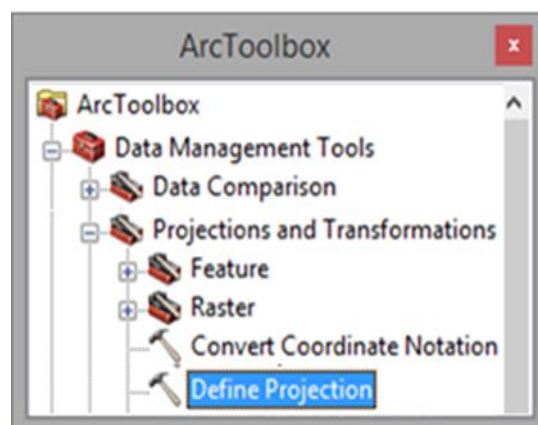 ArcToolbox
ArcToolbox
Data Management Tools
Data Comparison
Projections and Transformations
Feature
Raster
Convert Coordinate Notation
Define Projection